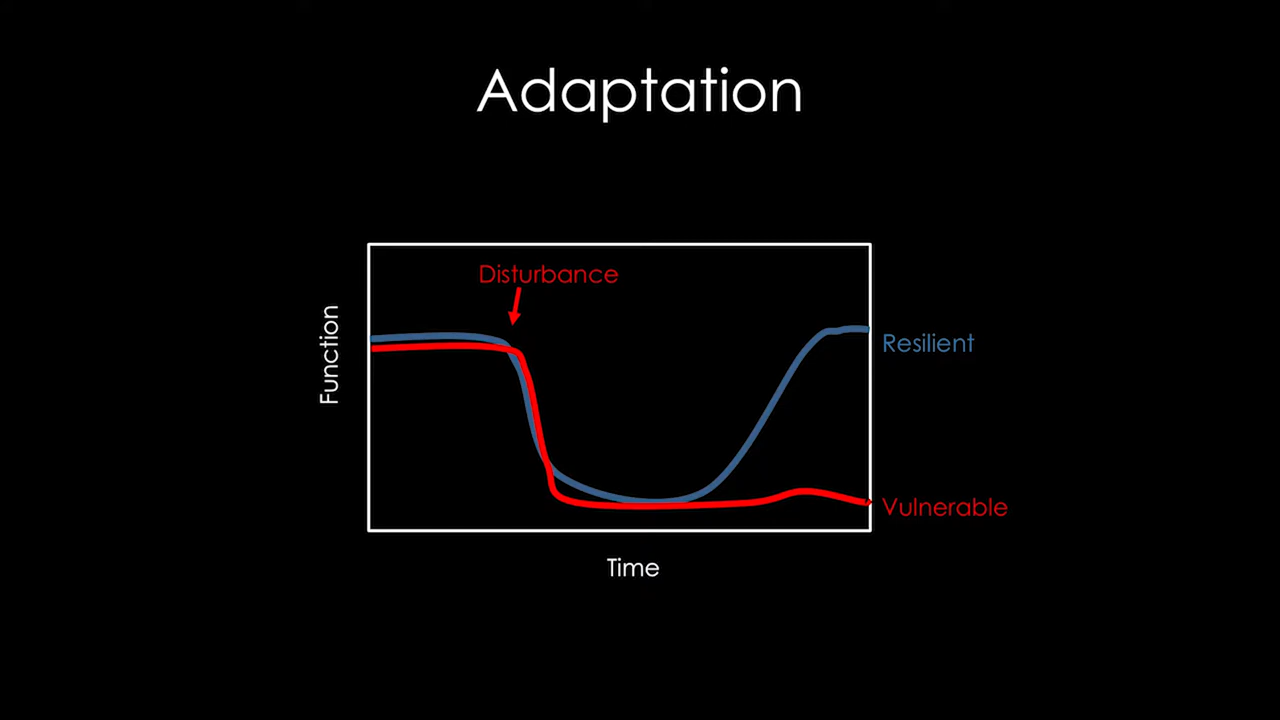 Adaptation
Disturbance
Function
Resilient
Vulnerable
Time